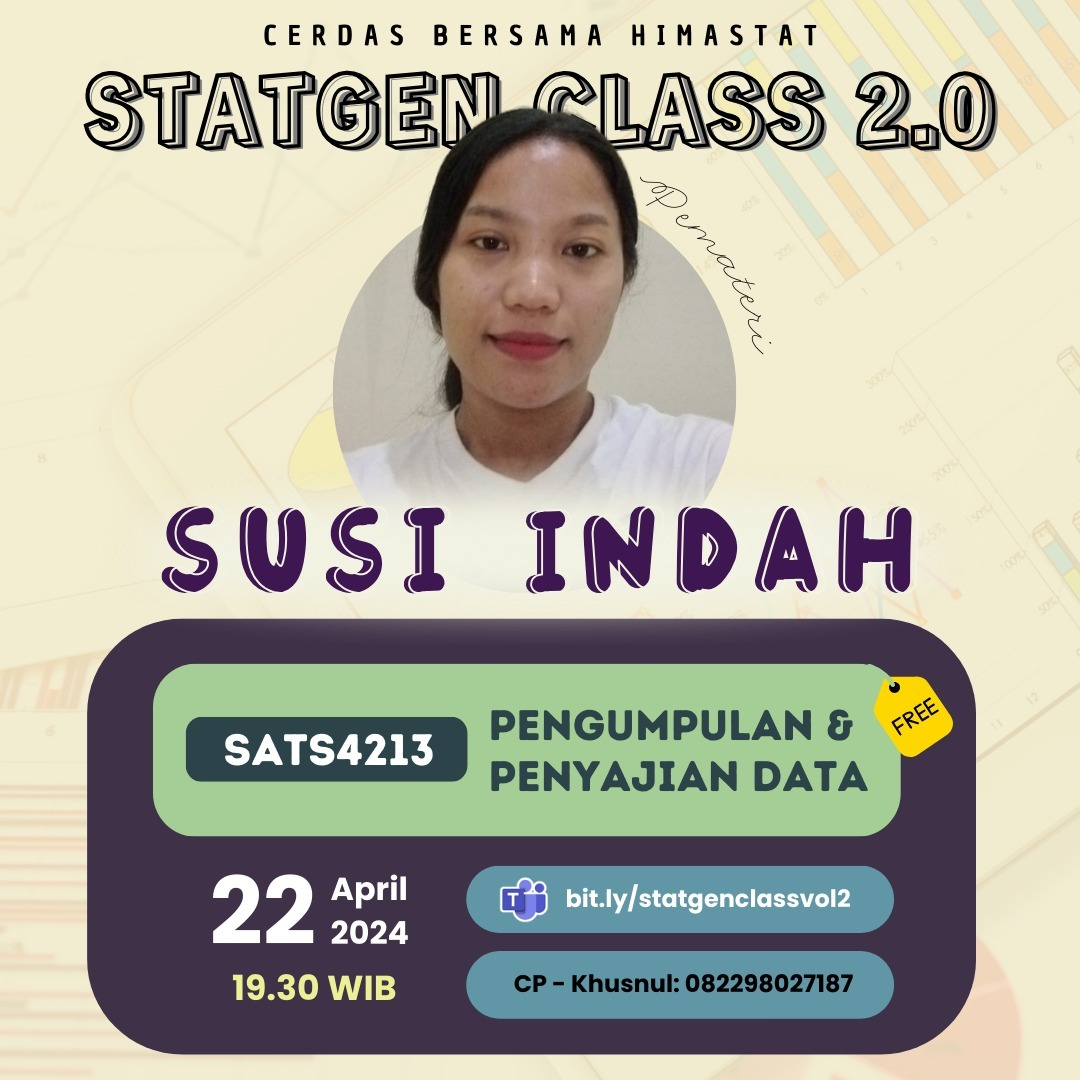 CERDAS BERSAMA HIMASTAT
STATGEN CLASS 2.0
Pemateri
SUSI INDAH
SATS4213
PENGUMPULAN &
PENYAJIAN DATA
FREE
22 April
2024
19.30 WIB
bit.ly/statgenclassvol2
CP - Khusnul: 082298027187